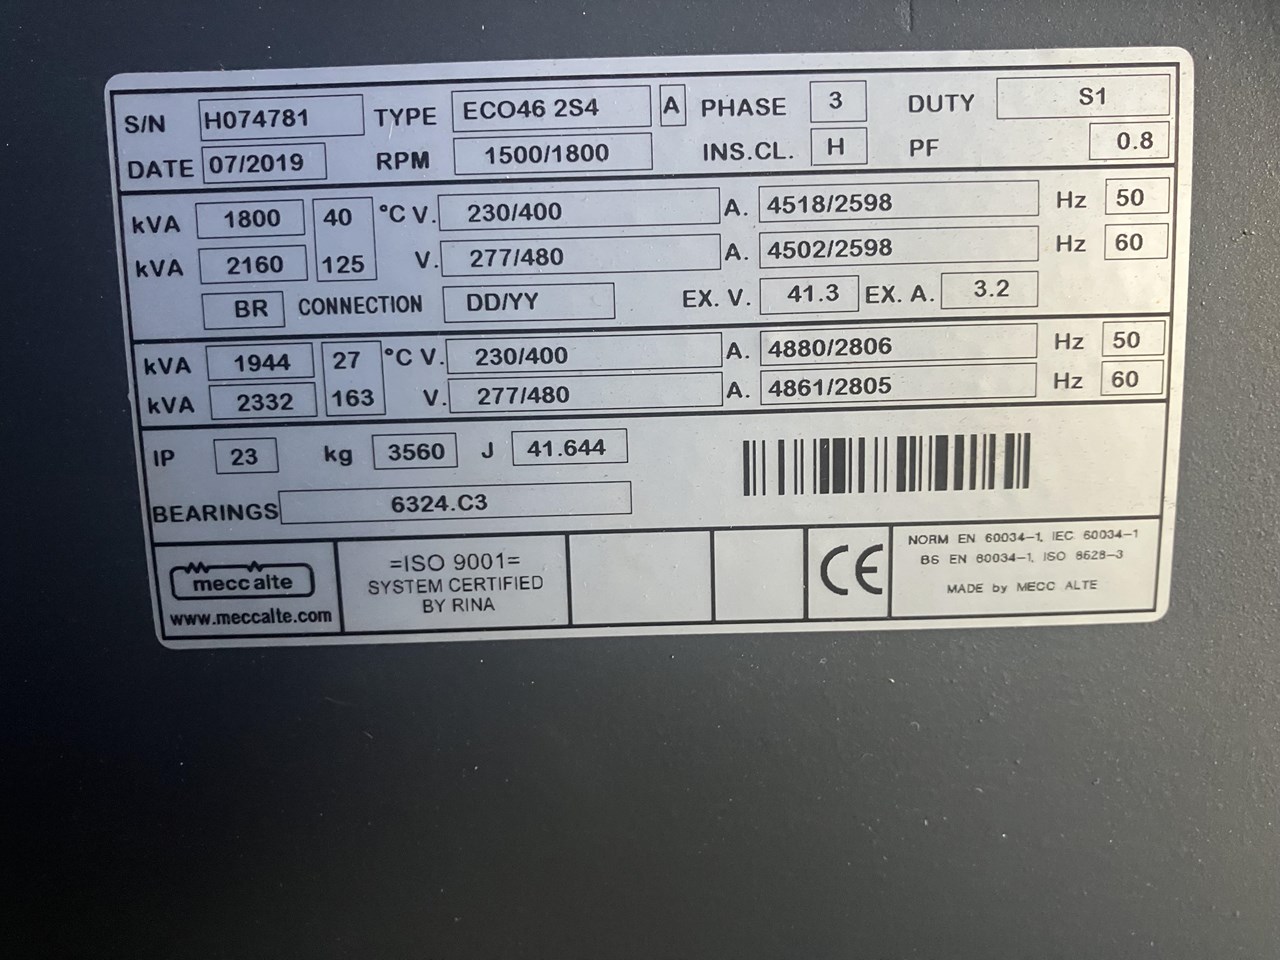 S/N H074781 TYPE ECO46 2S4 A PHASE 3 DUTY S1
DATE 07/2019 RPM 1500/1800 INS.CL. H PF 0.8
kVA 1800 40 °C V. 230/400 A. 4518/2598 Hz 50
kVA 2160 125 V. 277/480 A. 4502/2598 Hz 60
BR CONNECTION DD/YY EX. V. 41.3 EX. A. 3.2
kVA 1944 27 °C V. 230/400 A. 4880/2806 Hz 50
kVA 2332 163 V. 277/480 A. 4861/2805 Hz 60
IP 23 kg 3560 J 41.644
BEARINGS 6324.C3
mecc alte
www.meccalte.com
=ISO 9001=
SYSTEM CERTIFIED
BY RINA
CE
NORM EN 60034-1, IEC 60034-1
BS EN 60034-1, ISO 8528-3
MADE by MECC ALTE